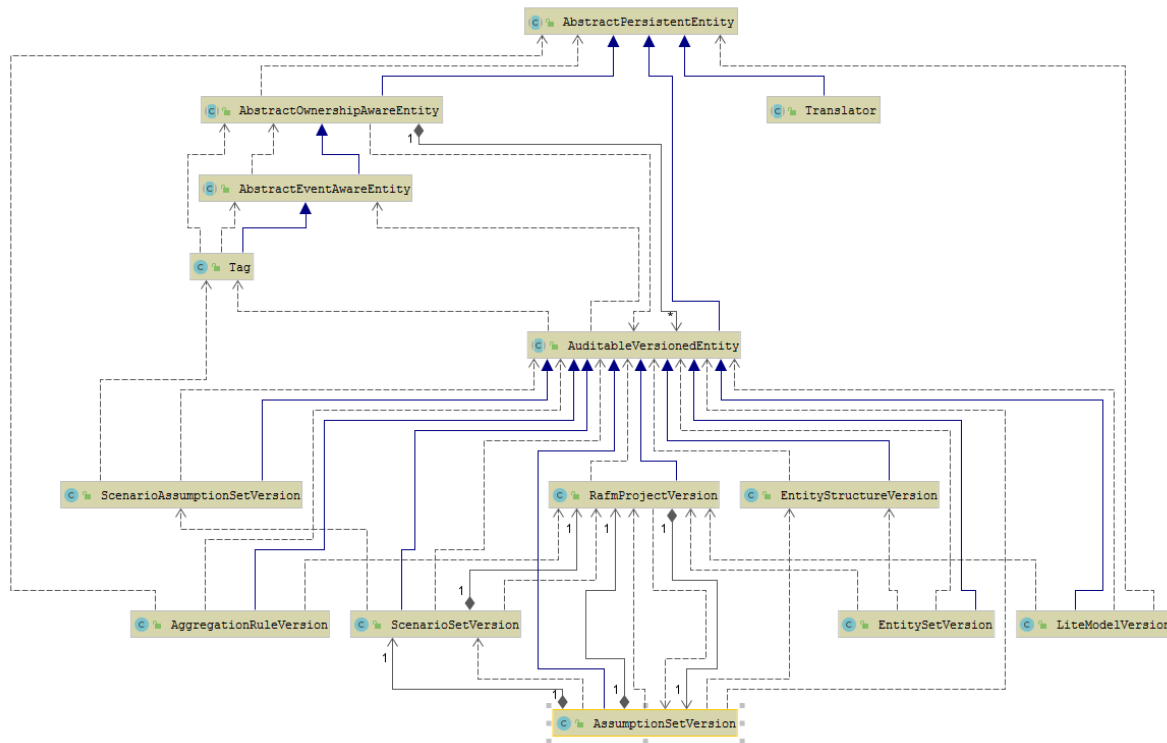 AbstractPersistentEntity
AbstractOwnershipAwareEntity
Translator
1
AbstractEventAwareEntity
Tag
*
AuditableVersionedEntity
ScenarioAssumptionSetVersion
RafmProjectVersion
EntityStructureVersion
1
1
1
1
AggregationRuleVersion
ScenarioSetVersion
EntitySetVersion
LiteModelVersion
1
1
1
1
AssumptionSetVersion